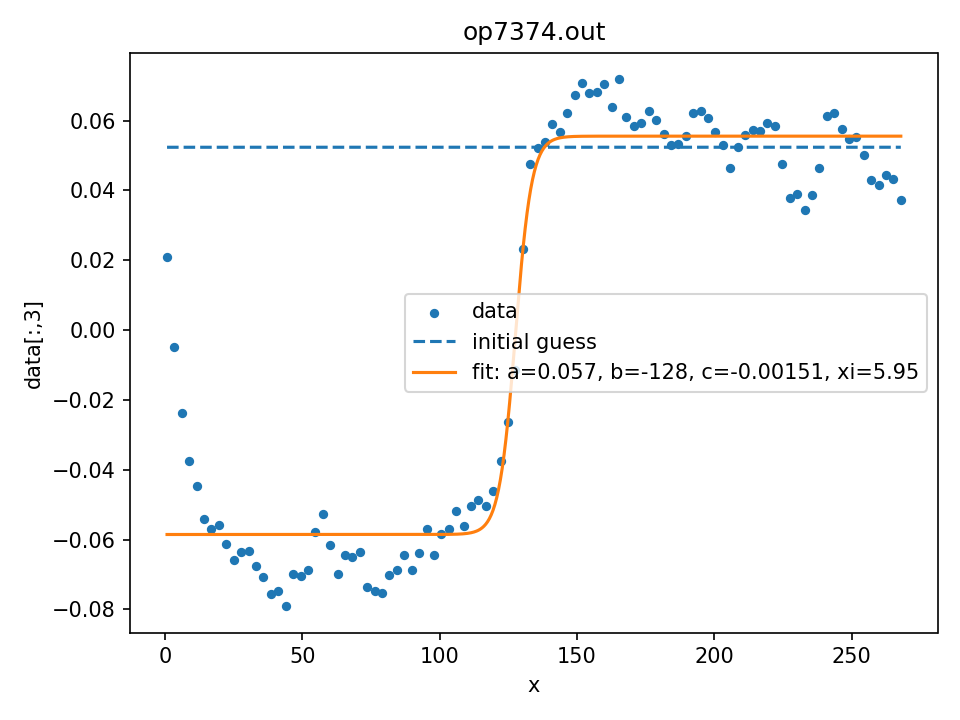 op7374.out
0.06
0.04
0.02
0.00
−0.02
−0.04
−0.06
−0.08
data[:,3]
data
initial guess
fit: a=0.057, b=-128, c=-0.00151, xi=5.95
0 50 100 150 200 250
x